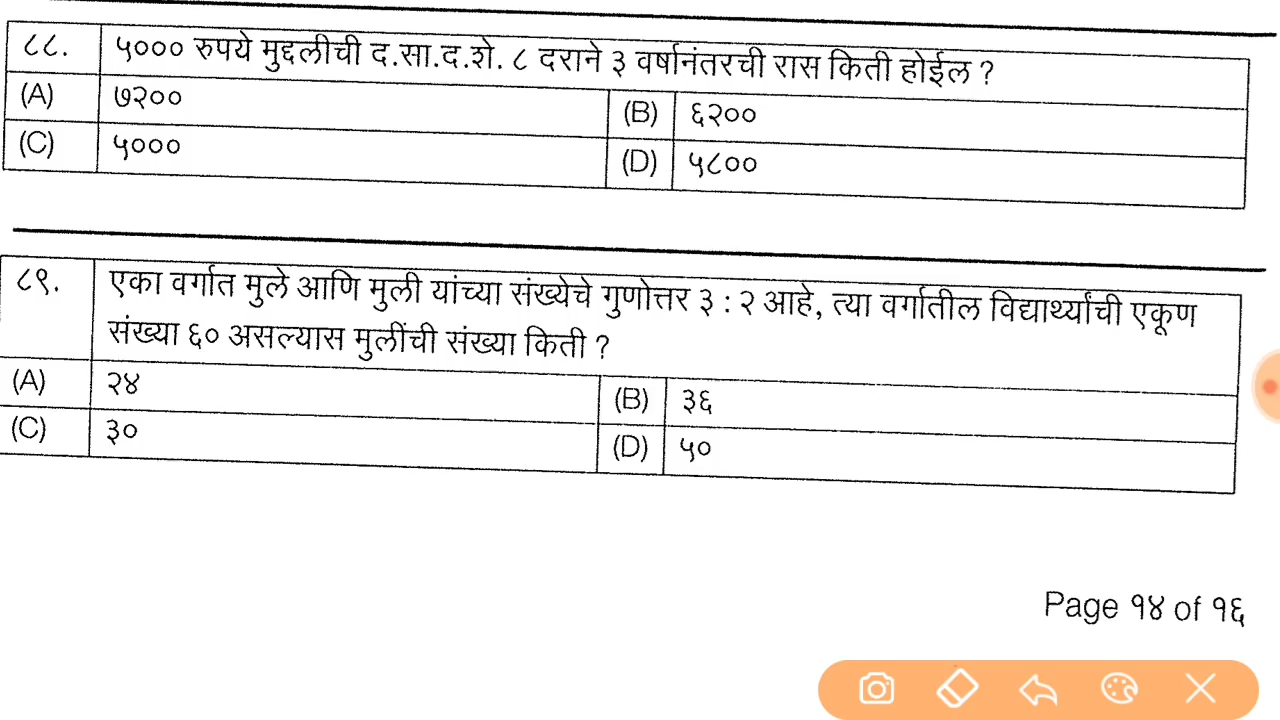 ८८. ५००० रुपये मुद्दलीची द.सा.द.शे. ८ दराने ३ वर्षानंतरची रास किती होईल ?
(A) ७२०० (B) ६२००
(C) ५००० (D) ५८००
८९. एका वर्गात मुले आणि मुली यांच्या संख्येचे गुणोत्तर ३ : २ आहे, त्या वर्गातील विद्यार्थ्यांची एकूण
संख्या ६० असल्यास मुलींची संख्या किती ?
(A) २४ (B) ३६
(C) ३० (D) ५०
Page १४ of १६